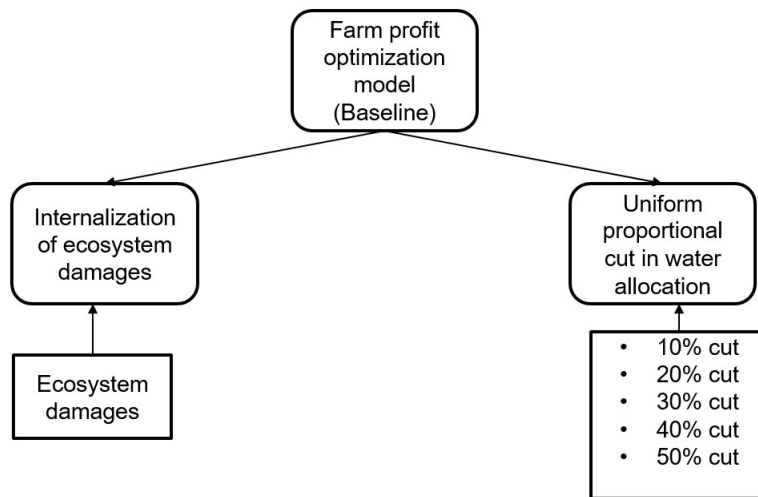 Farm profit
optimization
model
(Baseline)
Internalization
of ecosystem
damages
Uniform
proportional
cut in water
allocation
Ecosystem
damages
• 10% cut
• 20% cut
• 30% cut
• 40% cut
• 50% cut